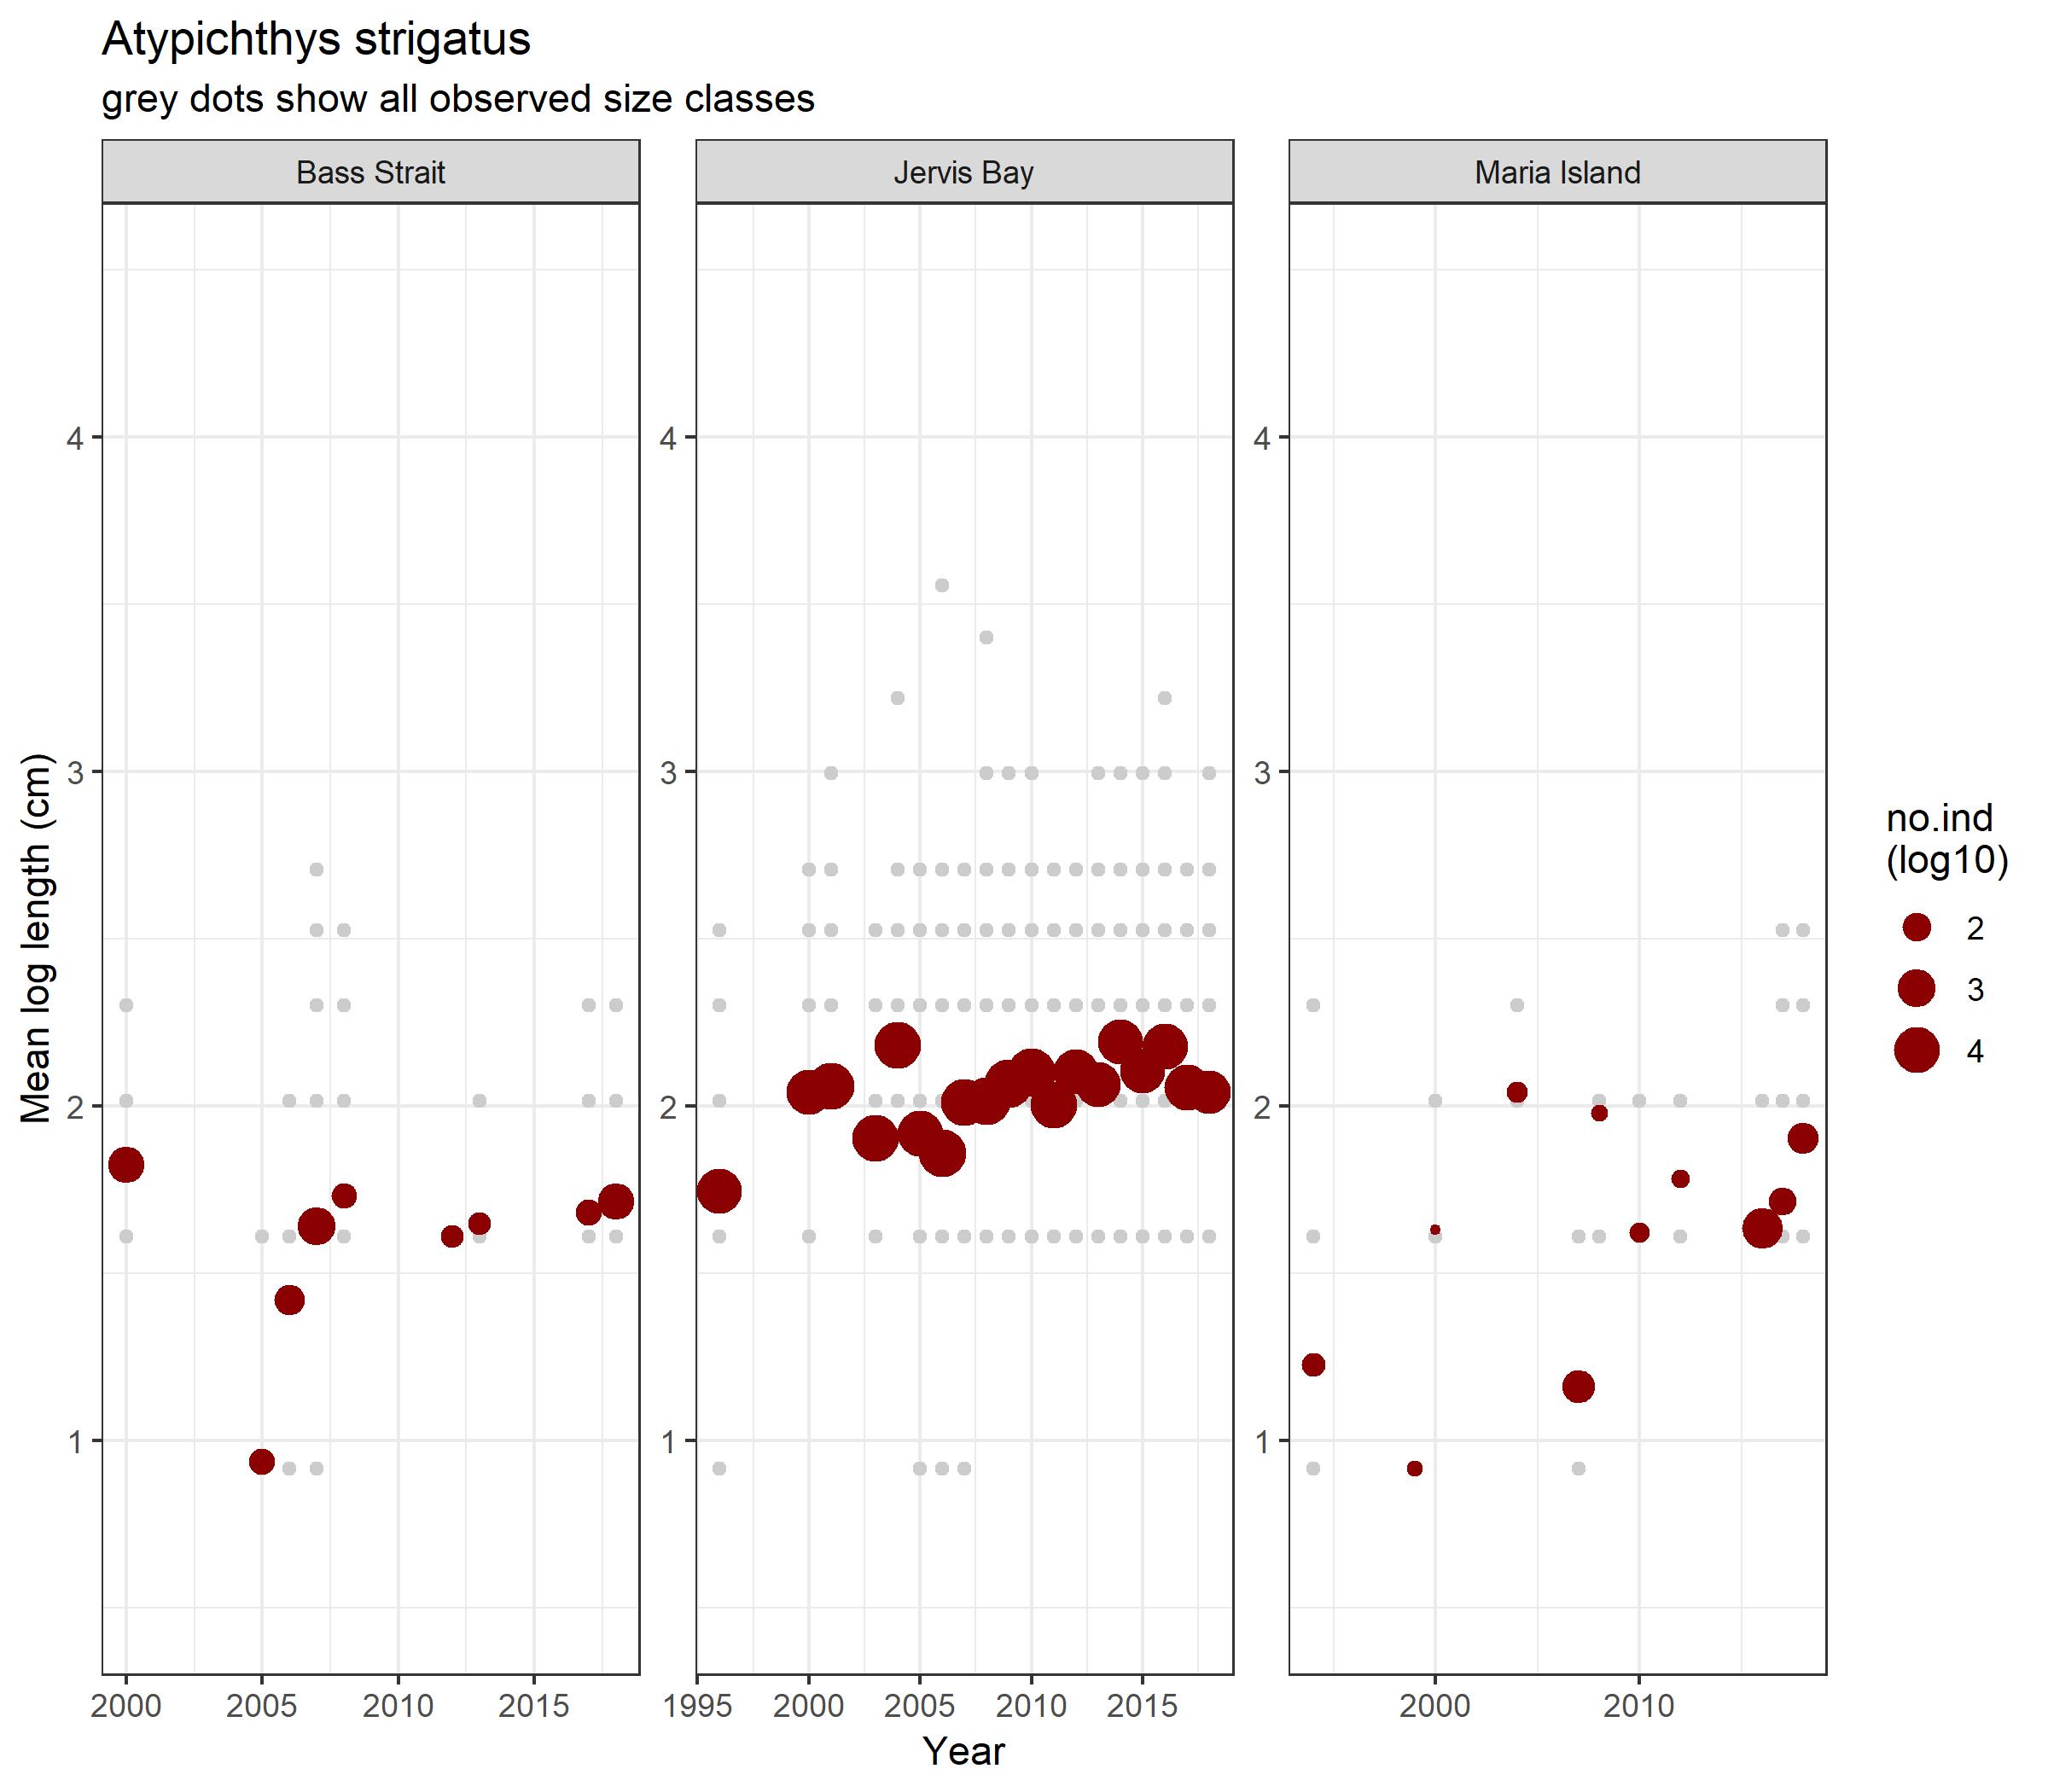 Atypichthys strigatus
grey dots show all observed size classes
Bass Strait
Jervis Bay
Maria Island
Mean log length (cm)
4
3
2
1
4
3
2
1
4
3
2
1
2000
2005
2010
2015
1995
2000
2005
2010
2015
2000
2010
Year
no.ind
(log10)
2
3
4